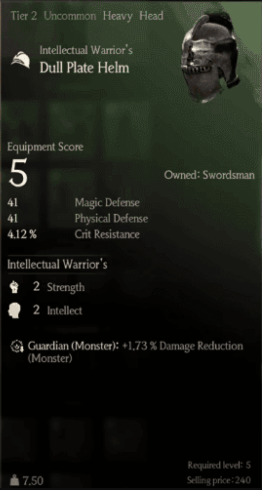 Tier 2 Uncommon Heavy Head
Intellectual Warrior's
Dull Plate Helm
Equipment Score
5
Owned: Swordsman
41 Magic Defense
41 Physical Defense
4.12 % Crit Resistance
Intellectual Warrior's
2 Strength
2 Intellect
Guardian (Monster): +1.73 % Damage Reduction
(Monster)
Required level: 5
7.50 Selling price: 240